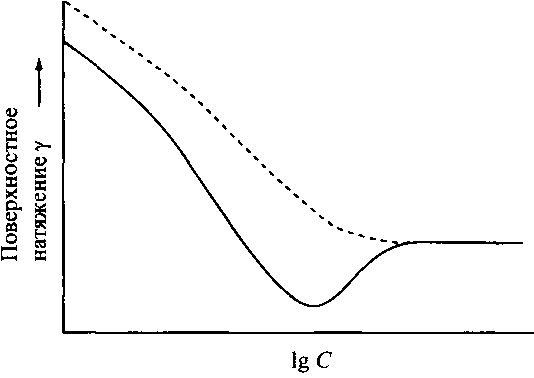 Поверхностное
натяжение γ
lg C